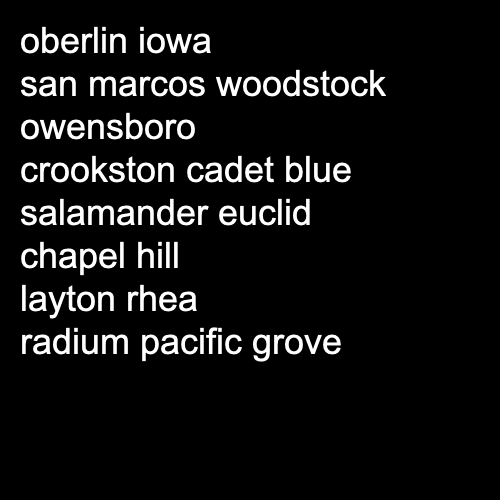 oberlin iowa
san marcos woodstock
owensboro
crookston cadet blue
salamander euclid
chapel hill
layton rhea
radium pacific grove